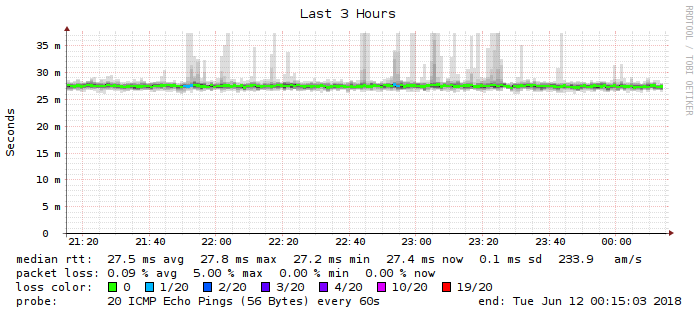 Last 3 Hours
RRDTOOL / TOBI OETIKER
Seconds
35 m
30 m
25 m
20 m
15 m
10 m
5 m
0
21:20 21:40 22:00 22:20 22:40 23:00 23:20 23:40 00:00
median rtt: 27.5 ms avg 27.8 ms max 27.2 ms min 27.4 ms now 0.1 ms sd 233.9 am/s
packet loss: 0.09 % avg 5.00 % max 0.00 % min 0.00 % now
loss color: 0 1/20 2/20 3/20 4/20 10/20 19/20
probe: 20 ICMP Echo Pings (56 Bytes) every 60s end: Tue Jun 12 00:15:03 2018